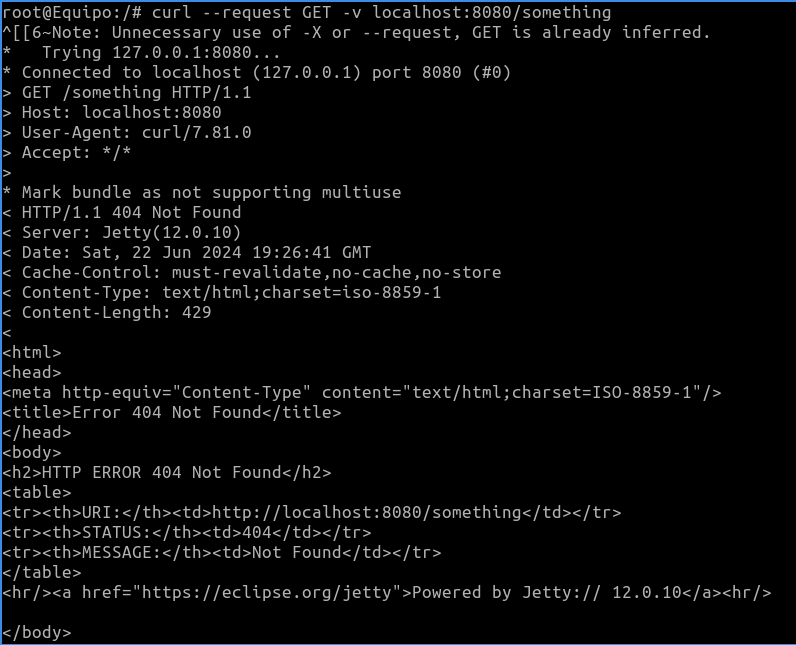 root@Equipo:/# curl --request GET -v localhost:8080/something
^[[6~Note: Unnecessary use of -X or --request, GET is already inferred.
*   Trying 127.0.0.1:8080...
* Connected to localhost (127.0.0.1) port 8080 (#0)
> GET /something HTTP/1.1
> Host: localhost:8080
> User-Agent: curl/7.81.0
> Accept: */*
>
* Mark bundle as not supporting multiuse
< HTTP/1.1 404 Not Found
< Server: Jetty(12.0.10)
< Date: Sat, 22 Jun 2024 19:26:41 GMT
< Cache-Control: must-revalidate,no-cache,no-store
< Content-Type: text/html;charset=iso-8859-1
< Content-Length: 429
<
<html>
<head>
<meta http-equiv="Content-Type" content="text/html;charset=ISO-8859-1"/>
<title>Error 404 Not Found</title>
</head>
<body>
<h2>HTTP ERROR 404 Not Found</h2>
<table>
<tr><th>URI:</th><td>http://localhost:8080/something</td></tr>
<tr><th>STATUS:</th><td>404</td></tr>
<tr><th>MESSAGE:</th><td>Not Found</td></tr>
</table>
<hr/><a href="https://eclipse.org/jetty">Powered by Jetty:// 12.0.10</a><hr/>

</body>